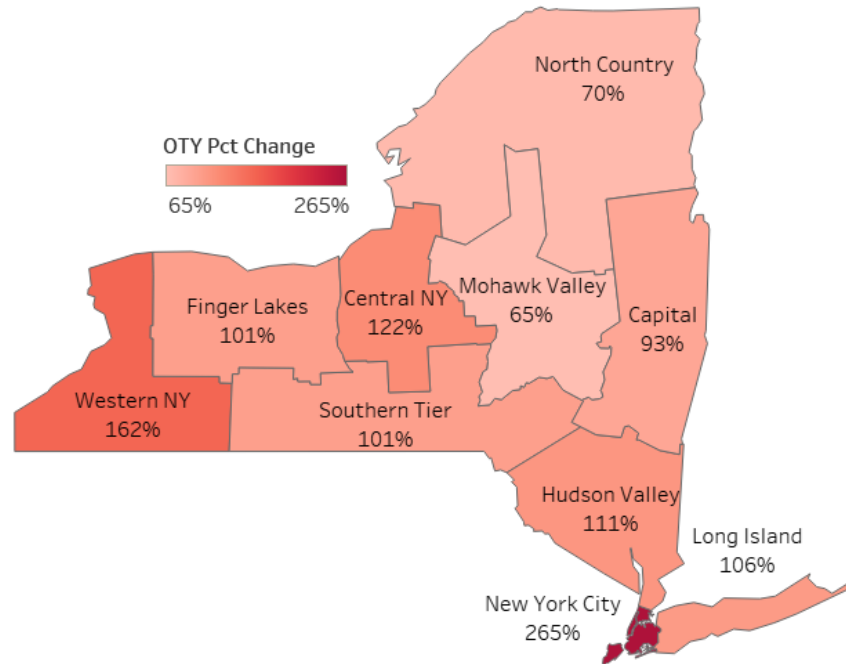 North Country
70%
OTY Pct Change
65% 265%
Finger Lakes
101%
Central NY
122%
Mohawk Valley
65%
Capital
93%
Western NY
162%
Southern Tier
101%
Hudson Valley
111%
Long Island
106%
New York City
265%